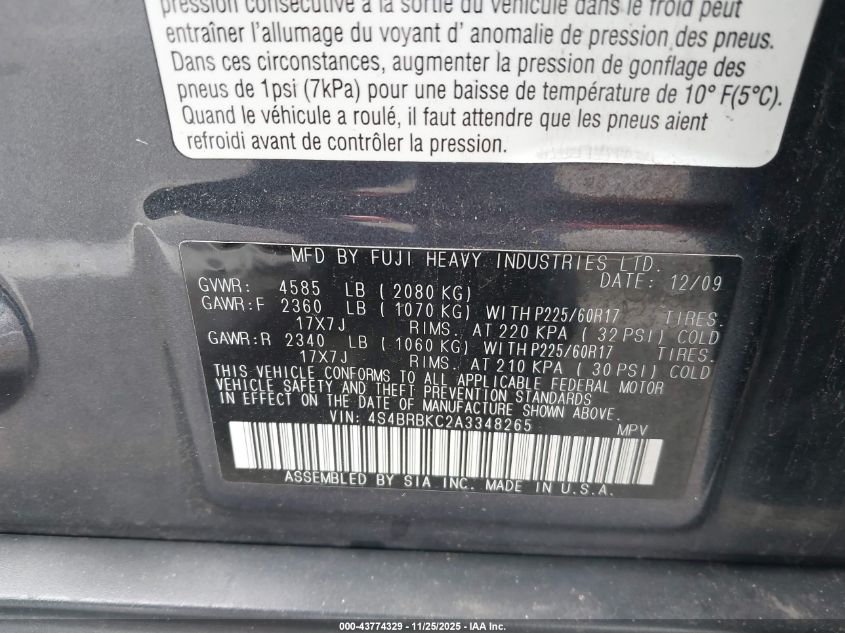 pression consécutive à la sortie du véhicule dans le froid peut
entraîner l'allumage du voyant d' anomalie de pression des pneus.
Dans ces circonstances, augmenter la pression de gonflage des
pneus de 1psi (7kPa) pour une baisse de température de 10° F(5°C).
Quand le véhicule a roulé, il faut attendre que les pneus aient
refroidi avant de contrôler la pression.
MFD BY FUJI HEAVY INDUSTRIES LTD.
DATE: 12/09
GVWR: 4585 LB ( 2080 KG)
GAWR:F 2360 LB ( 1070 KG) WITH P225/60R17 TIRES.
17X7J RIMS. AT 220 KPA ( 32 PSI) COLD
GAWR:R 2340 LB ( 1060 KG) WITH P225/60R17 TIRES.
17X7J RIMS. AT 210 KPA ( 30 PSI) COLD
THIS VEHICLE CONFORMS TO ALL APPLICABLE FEDERAL MOTOR
VEHICLE SAFETY AND THEFT PREVENTION STANDARDS
IN EFFECT ON THE DATE OF MANUFACTURE SHOWN ABOVE.
VIN: 4S4BRBKC2A3348265 MPV
ASSEMBLED BY SIA INC. MADE IN U.S.A.
000-43774329 - 11/25/2025 - IAA Inc.